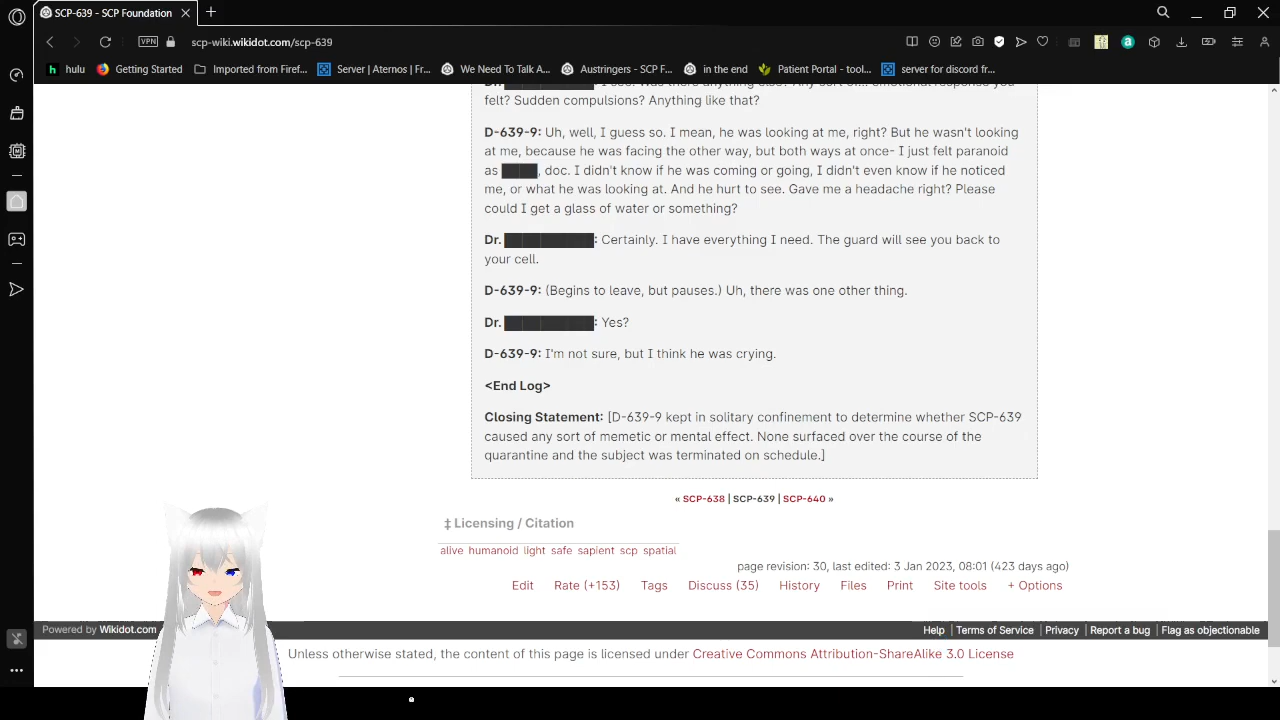 SCP-639 - SCP Foundation
VPN
scp-wiki.wikidot.com/scp-639
hulu
Getting Started
Imported from Firef...
Server | Aternos | Fr...
We Need To Talk A...
Austringers - SCP F...
in the end
Patient Portal - tool...
server for discord fr...
felt? Sudden compulsions? Anything like that?
D-639-9: Uh, well, I guess so. I mean, he was looking at me, right? But he wasn't looking
at me, because he was facing the other way, but both ways at once- I just felt paranoid
as ████, doc. I didn't know if he was coming or going, I didn't even know if he noticed
me, or what he was looking at. And he hurt to see. Gave me a headache right? Please
could I get a glass of water or something?
Dr. ██████████: Certainly. I have everything I need. The guard will see you back to
your cell.
D-639-9: (Begins to leave, but pauses.) Uh, there was one other thing.
Dr. ██████████: Yes?
D-639-9: I'm not sure, but I think he was crying.
<End Log>
Closing Statement: [D-639-9 kept in solitary confinement to determine whether SCP-639
caused any sort of memetic or mental effect. None surfaced over the course of the
quarantine and the subject was terminated on schedule.]
« SCP-638 | SCP-639 | SCP-640 »
‡ Licensing / Citation
alive humanoid light safe sapient scp spatial
page revision: 30, last edited: 3 Jan 2023, 08:01 (423 days ago)
Edit Rate (+153) Tags Discuss (35) History Files Print Site tools + Options
Powered by Wikidot.com
Help | Terms of Service | Privacy | Report a bug | Flag as objectionable
Unless otherwise stated, the content of this page is licensed under Creative Commons Attribution-ShareAlike 3.0 License